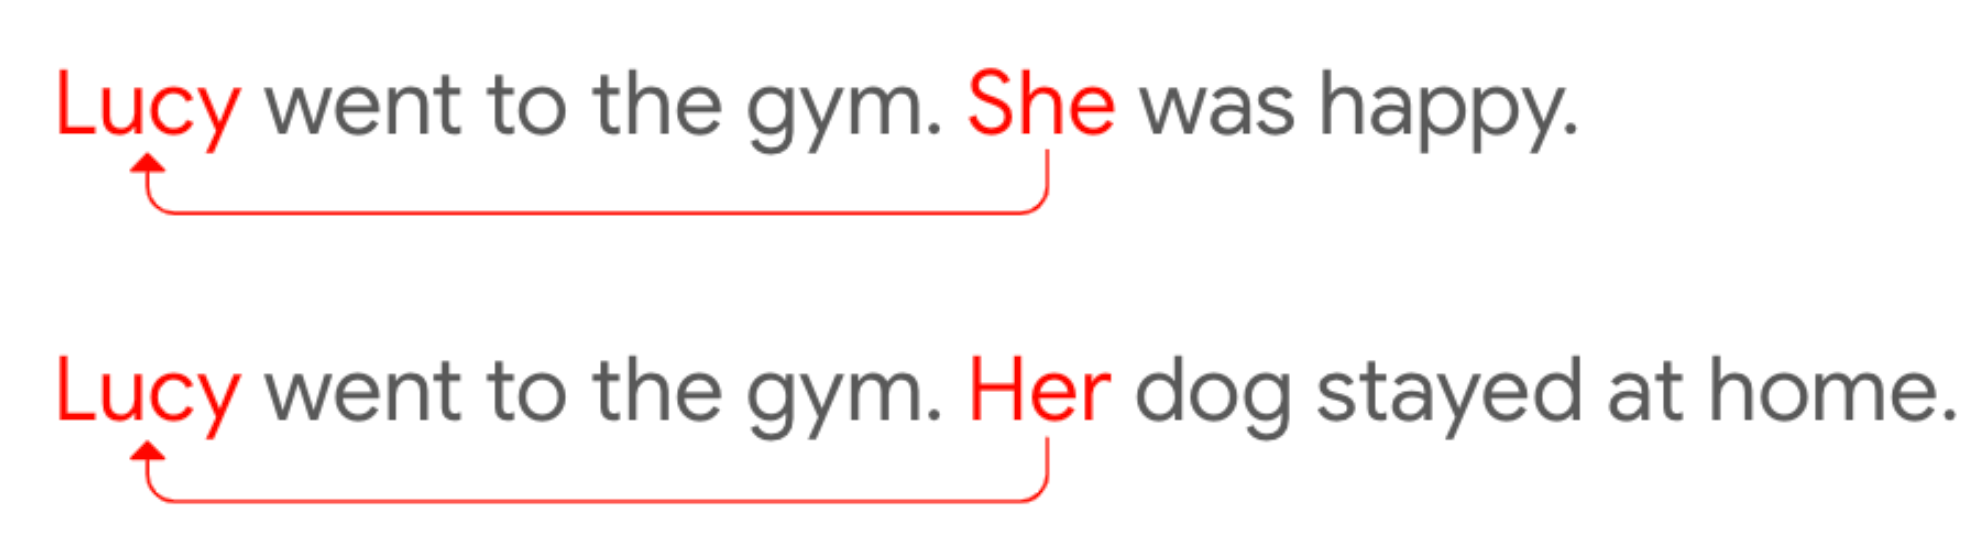 Lucy went to the gym. She was happy.
Lucy went to the gym. Her dog stayed at home.